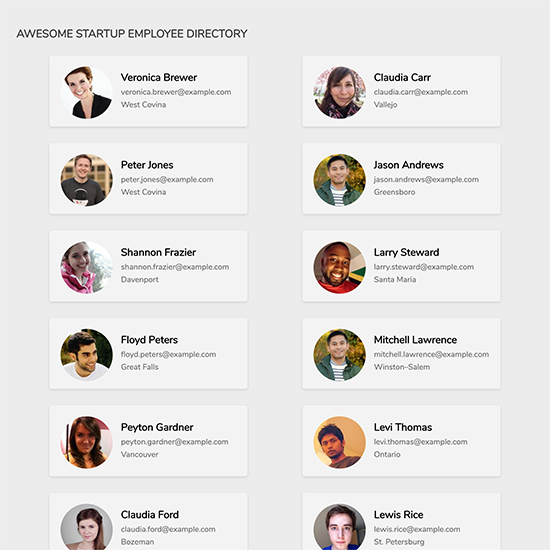 AWESOME STARTUP EMPLOYEE DIRECTORY
Veronica Brewer
veronica.brewer@example.com
West Covina
Claudia Carr
claudia.carr@example.com
Vallejo
Peter Jones
peter.jones@example.com
West Covina
Jason Andrews
jason.andrews@example.com
Greensboro
Shannon Frazier
shannon.frazier@example.com
Davenport
Larry Steward
larry.steward@example.com
Santa Maria
Floyd Peters
floyd.peters@example.com
Great Falls
Mitchell Lawrence
mitchell.lawrence@example.com
Winston–Salem
Peyton Gardner
peyton.gardner@example.com
Vancouver
Levi Thomas
levi.thomas@example.com
Ontario
Claudia Ford
claudia.ford@example.com
Bozeman
Lewis Rice
lewis.rice@example.com
St. Petersburg